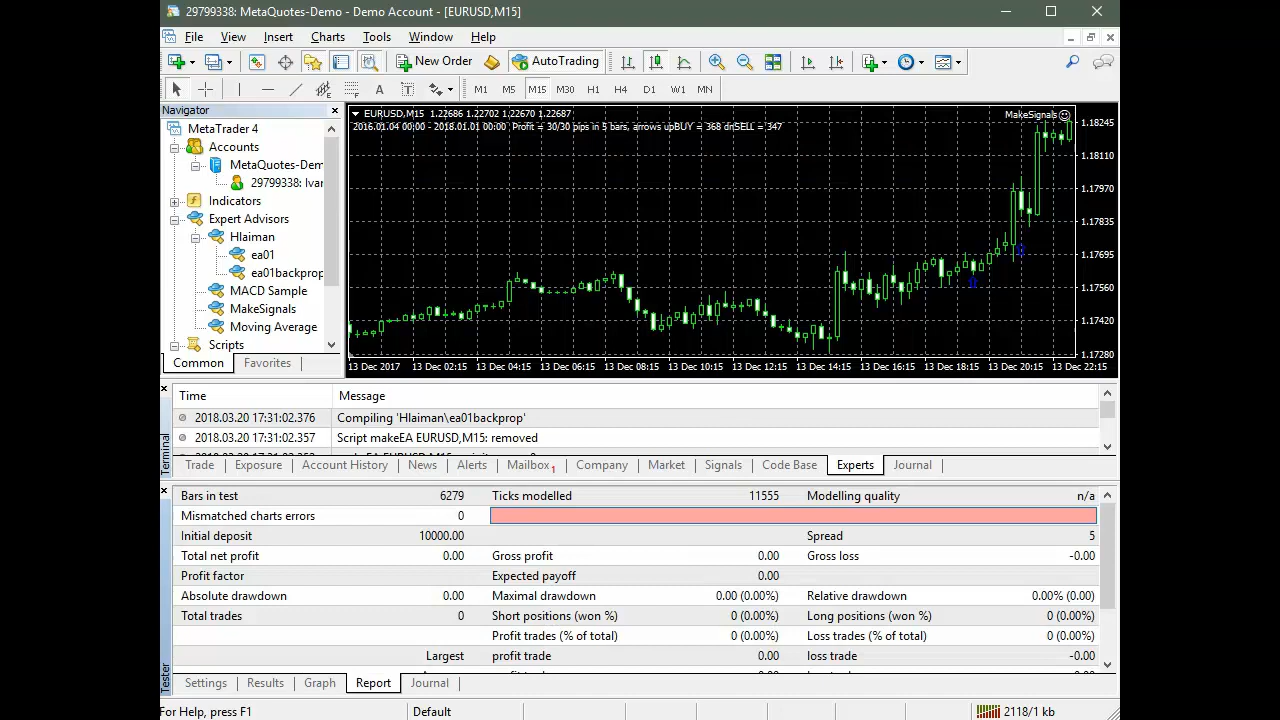 29799338: MetaQuotes-Demo - Demo Account - [EURUSD,M15]
File View Insert Charts Tools Window Help
New Order AutoTrading
A T M1 M5 M15 M30 H1 H4 D1 W1 MN
Navigator
MetaTrader 4
Accounts
MetaQuotes-Dem
29799338: Ivar
Indicators
Expert Advisors
Hlaiman
ea01
ea01backprop
MACD Sample
MakeSignals
Moving Average
Scripts
Common Favorites
EURUSD,M15 1.22686 1.22702 1.22670 1.22687
MakeSignals
2016.01.04 00:00 - 2018.01.01 00:00 Profit = 30/30 pips in 5 bars, arrows upBUY = 368 dnSELL = 347
1.18245
1.18110
1.17970
1.17835
1.17695
1.17560
1.17420
1.17280
13 Dec 2017 13 Dec 02:15 13 Dec 04:15 13 Dec 06:15 13 Dec 08:15 13 Dec 10:15 13 Dec 12:15 13 Dec 14:15 13 Dec 16:15 13 Dec 18:15 13 Dec 20:15 13 Dec 22:15
Terminal
Time Message
2018.03.20 17:31:02.376 Compiling 'Hlaiman\ea01backprop'
2018.03.20 17:31:02.357 Script makeEA EURUSD,M15: removed
Trade Exposure Account History News Alerts Mailbox 1 Company Market Signals Code Base Experts Journal
Tester
Bars in test 6279 Ticks modelled 11555 Modelling quality n/a
Mismatched charts errors 0
Initial deposit 10000.00 Spread 5
Total net profit 0.00 Gross profit 0.00 Gross loss -0.00
Profit factor Expected payoff 0.00
Absolute drawdown 0.00 Maximal drawdown 0.00 (0.00%) Relative drawdown 0.00% (0.00)
Total trades 0 Short positions (won %) 0 (0.00%) Long positions (won %) 0 (0.00%)
Profit trades (% of total) 0 (0.00%) Loss trades (% of total) 0 (0.00%)
Largest profit trade 0.00 loss trade -0.00
Settings Results Graph Report Journal
For Help, press F1 Default 2118/1 kb